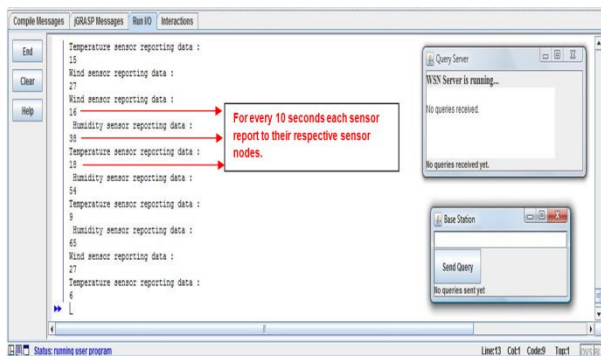 Compile Messages jGRASP Messages Run I/O Interactions
End
Clear
Help
Temperature sensor reporting data :
15
Wind sensor reporting data :
27
Wind sensor reporting data :
16
Humidity sensor reporting data :
38
Temperature sensor reporting data :
18
Humidity sensor reporting data :
54
Temperature sensor reporting data :
9
Humidity sensor reporting data :
65
Wind sensor reporting data :
27
Temperature sensor reporting data :
6
For every 10 seconds each sensor
report to their respective sensor
nodes.
Query Server
WSN Server is running...
No queries received.
No queries received yet.
Base Station
Send Query
No queries sent yet
Status: running user program
Line:13 Col:1 Code:9 Top:1 OVS BLK